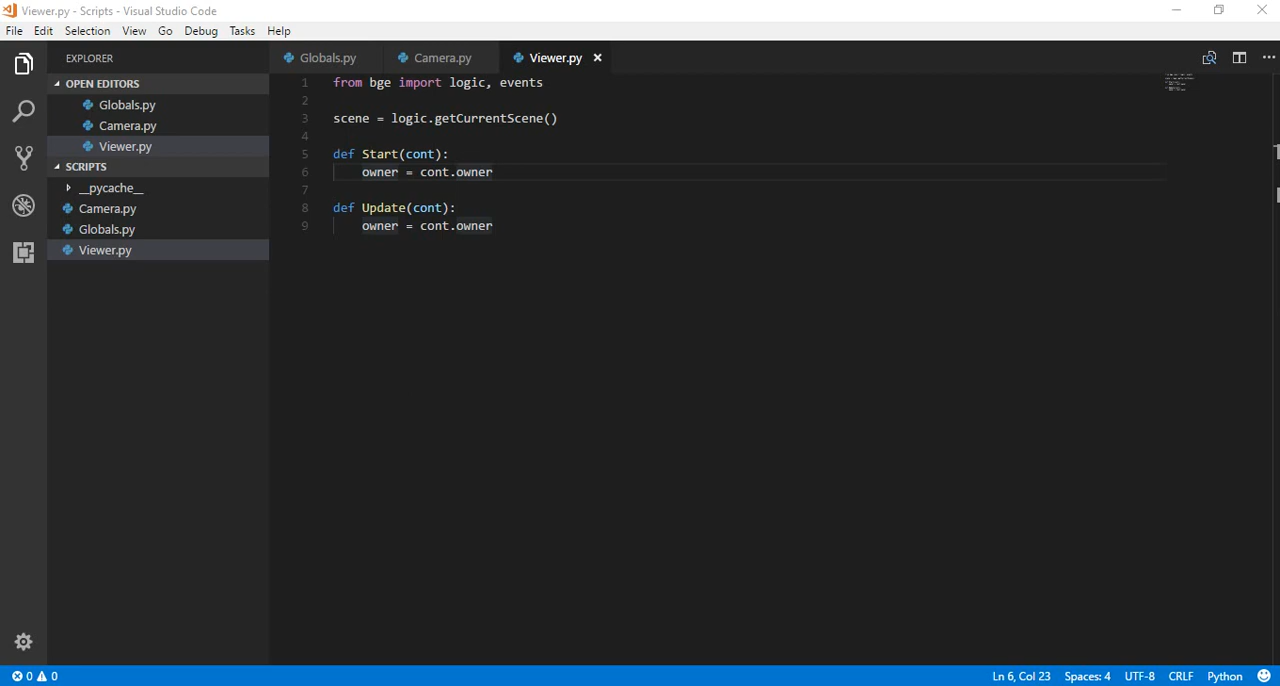 Viewer.py - Scripts - Visual Studio Code
File Edit Selection View Go Debug Tasks Help
EXPLORER
OPEN EDITORS
Globals.py
Camera.py
Viewer.py
SCRIPTS
__pycache__
Camera.py
Globals.py
Viewer.py
Globals.py Camera.py Viewer.py
1 from bge import logic, events
2
3 scene = logic.getCurrentScene()
4
5 def Start(cont):
6 owner = cont.owner
7
8 def Update(cont):
9 owner = cont.owner
0 0 Ln 6, Col 23 Spaces: 4 UTF-8 CRLF Python